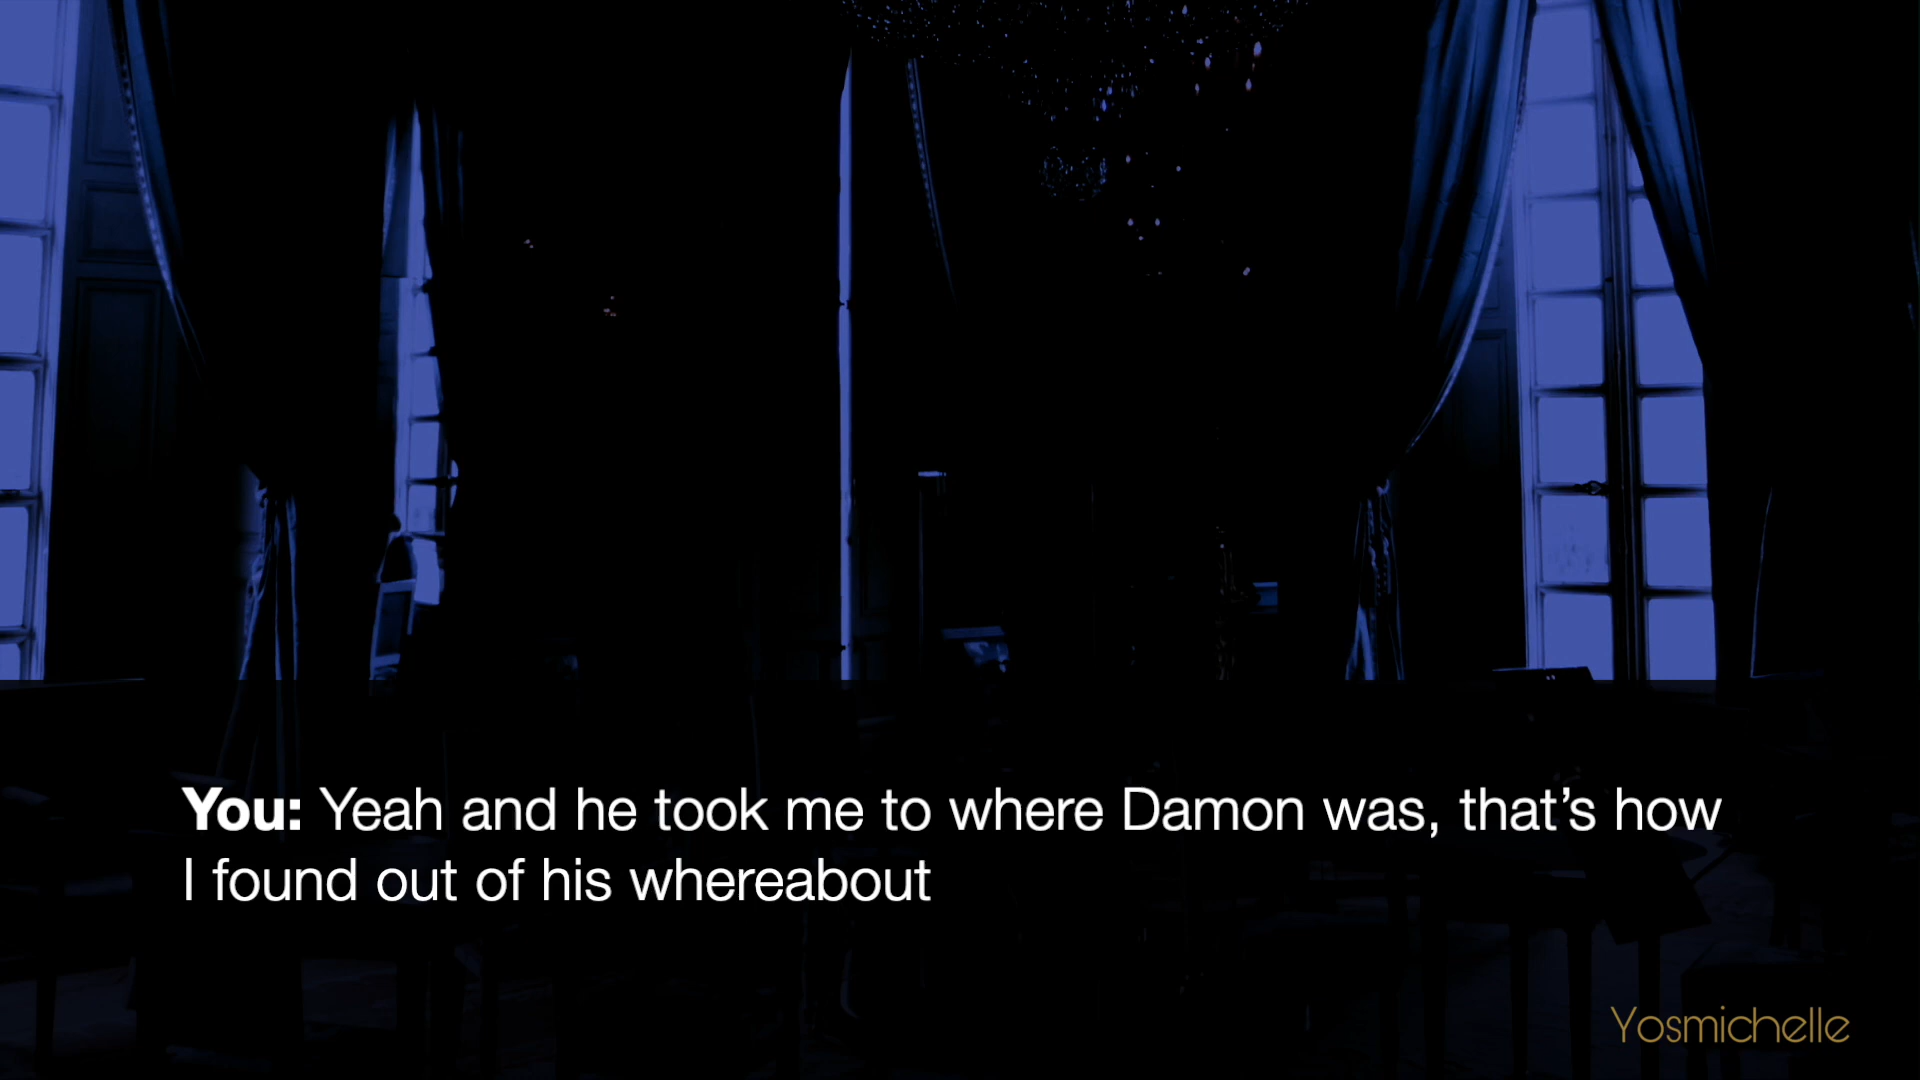 You: Yeah and he took me to where Damon was, that’s how
I found out of his whereabout
Yosmichelle